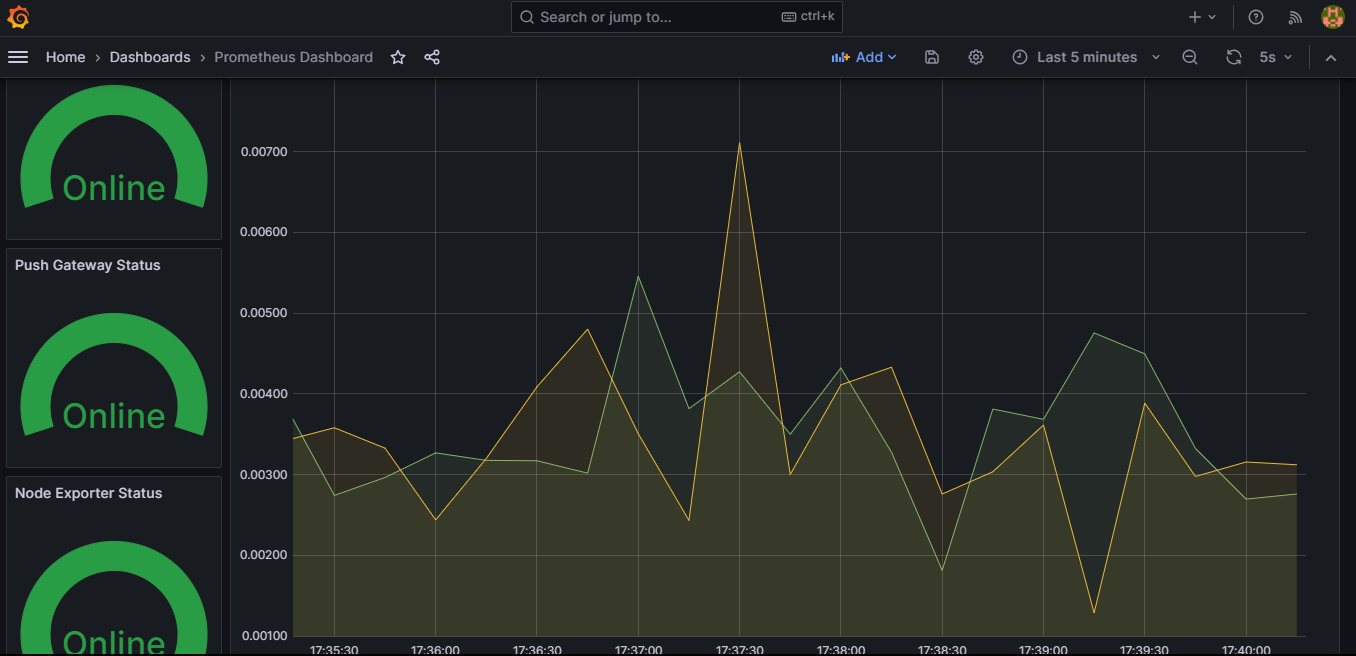 Search or jump to...
ctrl+k
Home › Dashboards › Prometheus Dashboard
Add
Last 5 minutes
5s
Online
Push Gateway Status
Online
Node Exporter Status
Online
0.00700
0.00600
0.00500
0.00400
0.00300
0.00200
0.00100
17:35:30 17:36:00 17:36:30 17:37:00 17:37:30 17:38:00 17:38:30 17:39:00 17:39:30 17:40:00